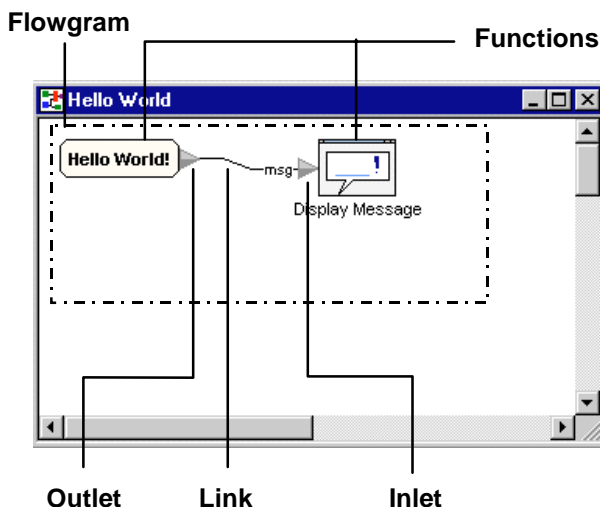 Flowgram
Functions
Hello World
Hello World!
msg
!
Display Message
Outlet Link Inlet